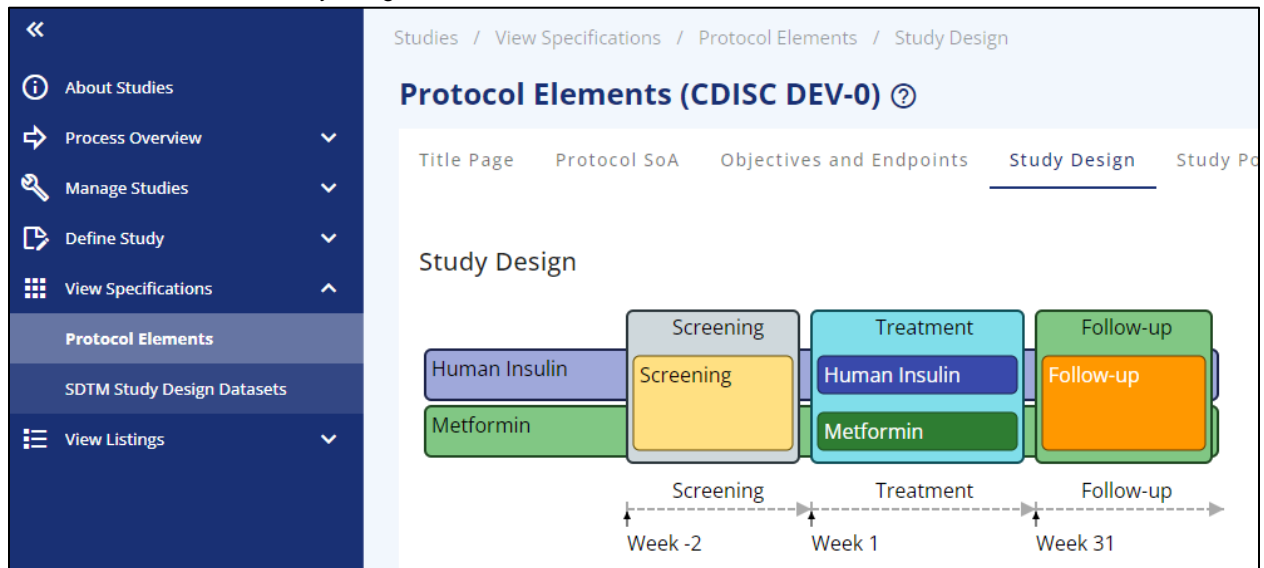 About Studies
Process Overview
Manage Studies
Define Study
View Specifications
Protocol Elements
SDTM Study Design Datasets
View Listings
Studies / View Specifications / Protocol Elements / Study Design
Protocol Elements (CDISC DEV-0)
Title Page Protocol SoA Objectives and Endpoints Study Design Study
Study Design
Screening Treatment Follow-up
Human Insulin Screening Human Insulin Follow-up
Metformin Metformin
Screening Treatment Follow-up
Week -2 Week 1 Week 31